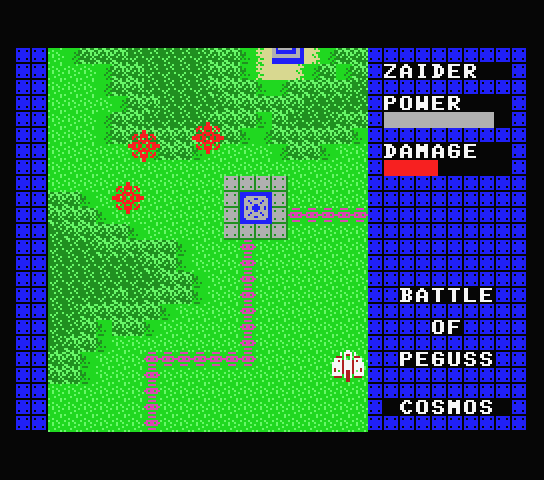 ZAIDER
POWER
DAMAGE
BATTLE
OF
PEGUSS
COSMOS